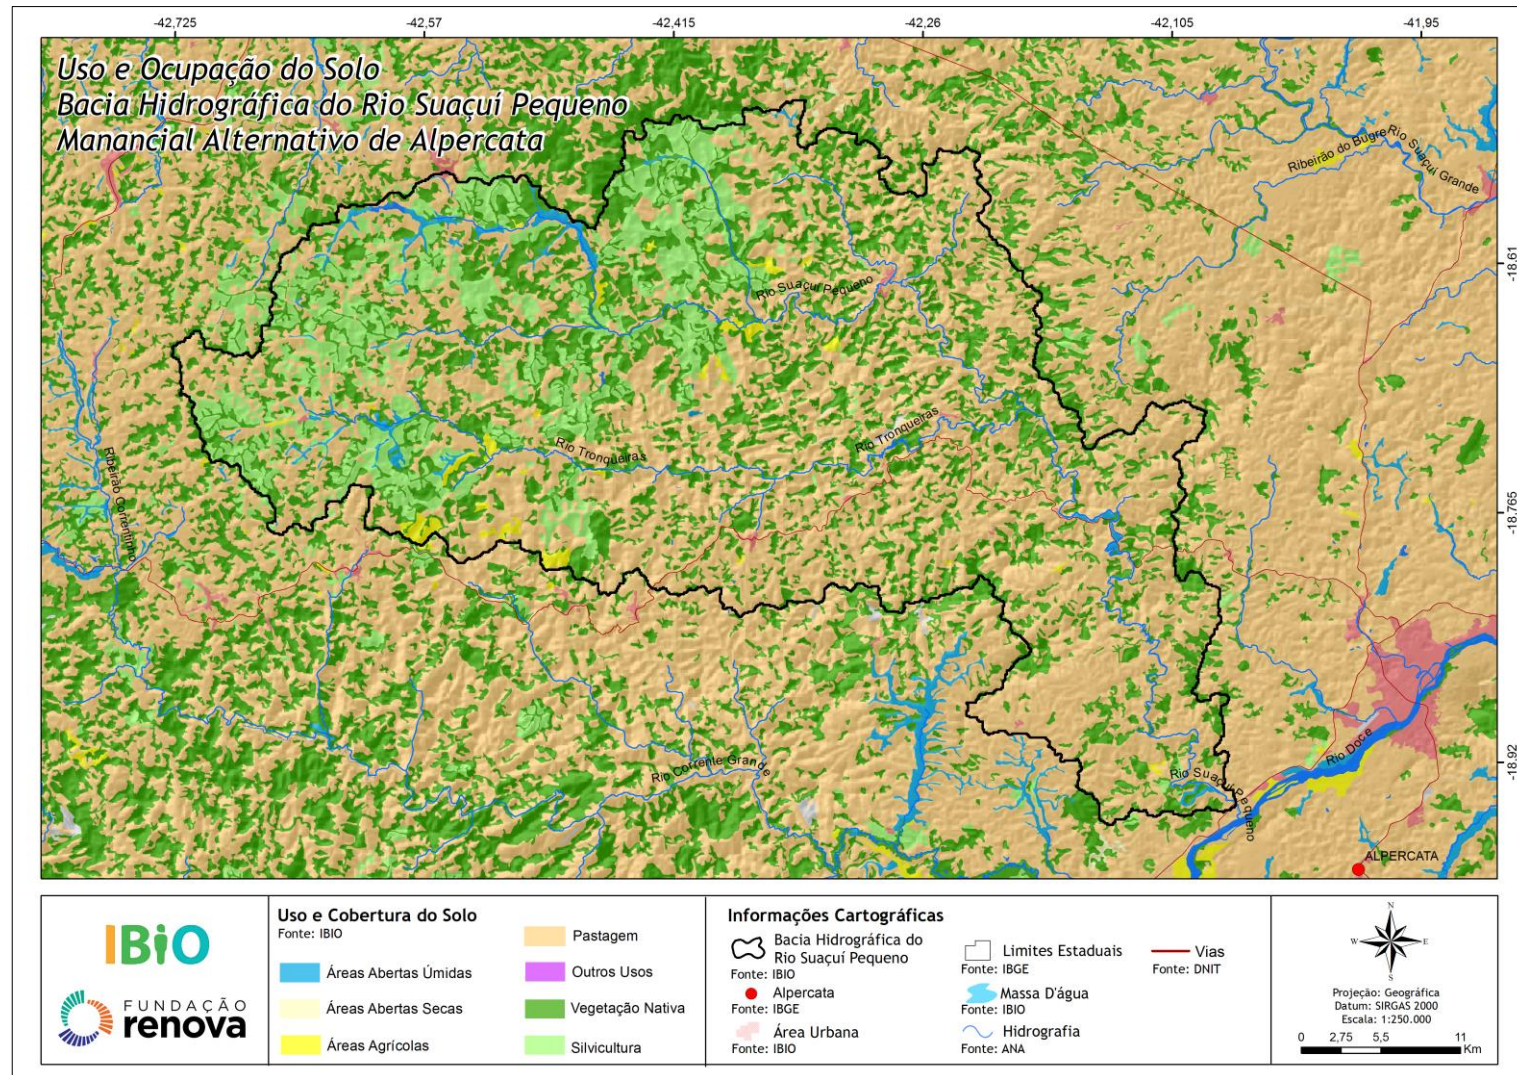 -42,725
-42,57
-42,415
-42,26
-42,105
-41,95
Uso e Ocupação do Solo
Bacia Hidrográfica do Rio Suaçuí Pequeno
Manancial Alternativo de Alpercata
Ribeirão do Bugre
Rio Suaçuí Grande
-18,61
Rio Suaçuí Pequeno
Rio Tronqueiras
Rio Tronqueiras
Ribeirão Correntinho
-18,765
Rio Doce
Rio Corrente Grande
Rio Suaçuí Pequeno
-18,92
ALPERCATA
IBiO
FUNDAÇÃO
renova
Uso e Cobertura do Solo
Fonte: IBIO
Áreas Abertas Úmidas
Áreas Abertas Secas
Áreas Agrícolas
Pastagem
Outros Usos
Vegetação Nativa
Silvicultura
Informações Cartográficas
Bacia Hidrográfica do
Rio Suaçuí Pequeno
Fonte: IBIO
Alpercata
Fonte: IBGE
Área Urbana
Fonte: IBIO
Limites Estaduais
Fonte: IBGE
Massa D'água
Fonte: IBIO
Hidrografia
Fonte: ANA
Vias
Fonte: DNIT
N
W
E
S
Projeção: Geográfica
Datum: SIRGAS 2000
Escala: 1:250.000
0 2,75 5,5 11
Km